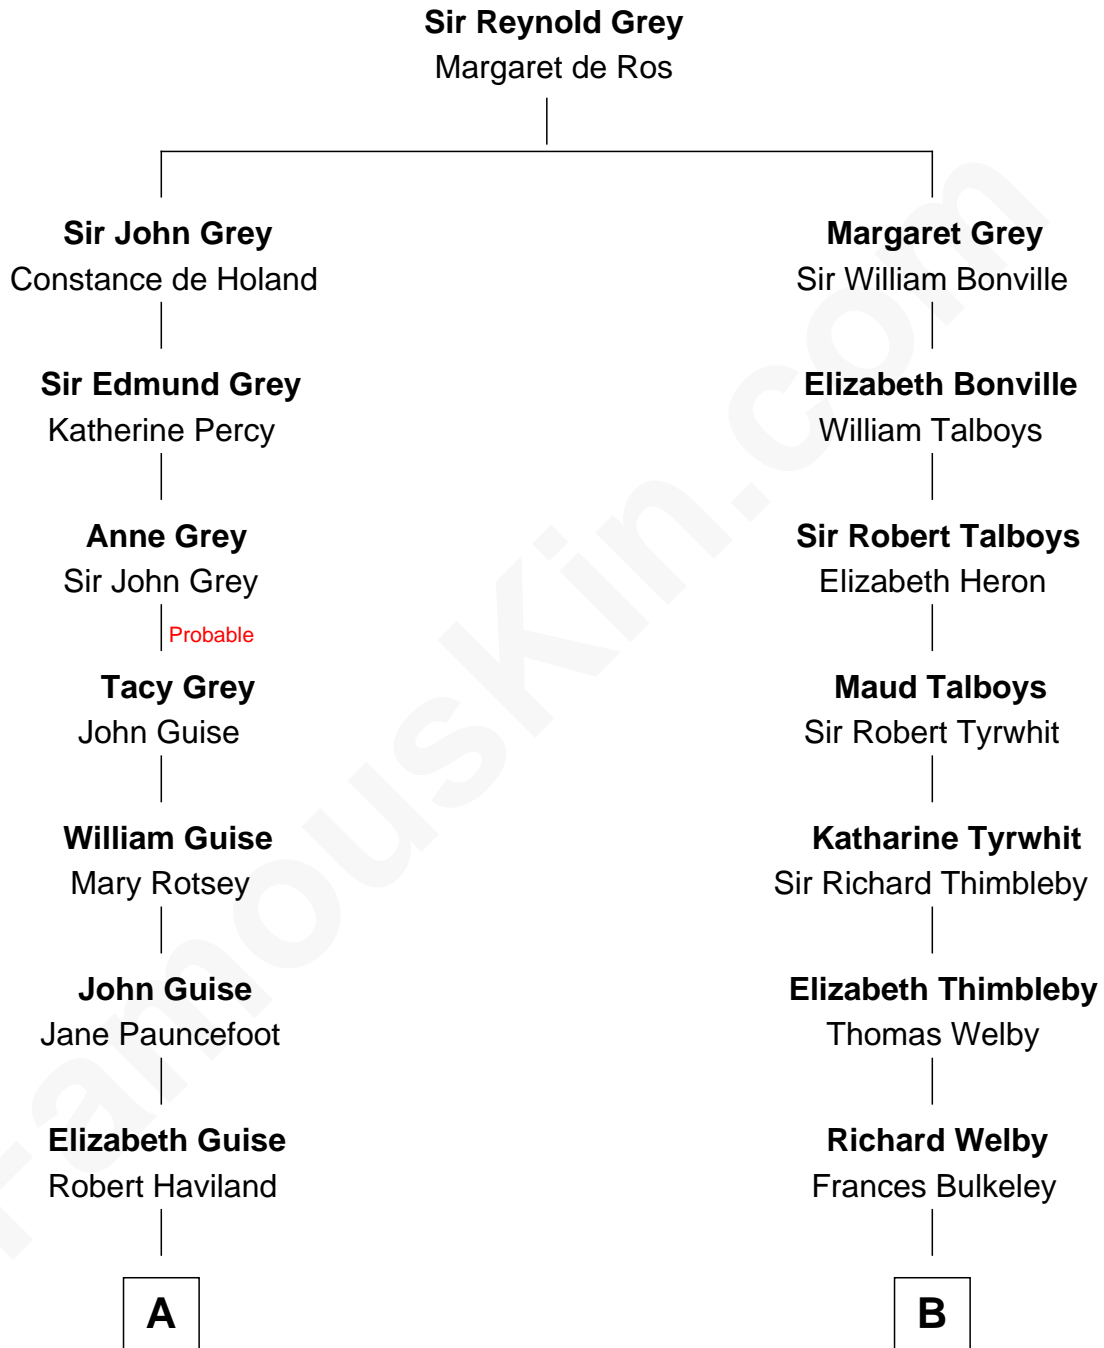 Sir Reynold Grey
Margaret de Ros
Sir John Grey
Constance de Holand
Margaret Grey
Sir William Bonville
Sir Edmund Grey
Katherine Percy
Elizabeth Bonville
William Talboys
Anne Grey
Sir John Grey
Sir Robert Talboys
Elizabeth Heron
Probable
Tacy Grey
John Guise
Maud Talboys
Sir Robert Tyrwhit
William Guise
Mary Rotsey
Katharine Tyrwhit
Sir Richard Thimbleby
John Guise
Jane Pauncefoot
Elizabeth Thimbleby
Thomas Welby
Elizabeth Guise
Robert Haviland
Richard Welby
Frances Bulkeley
A
B
FamousKin.com